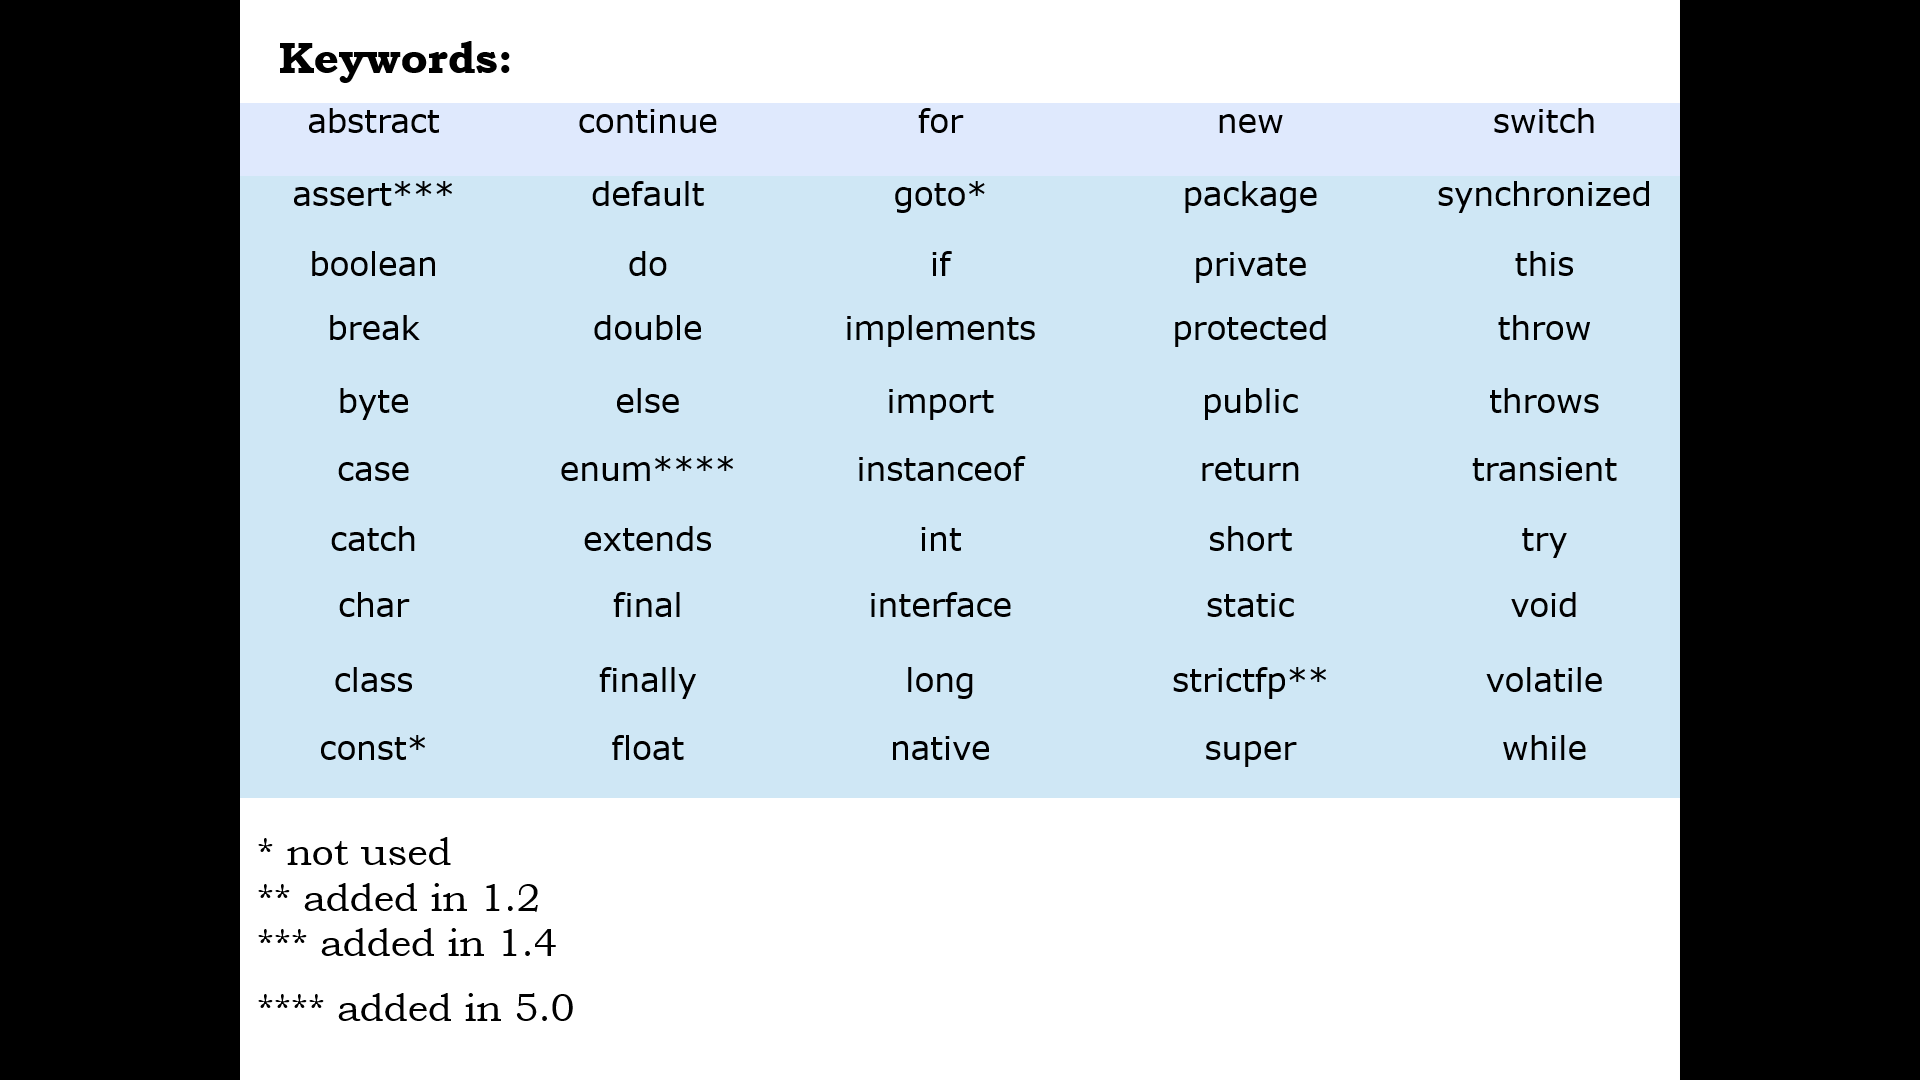 Keywords:
abstract continue for new switch
assert*** default goto* package synchronized
boolean do if private this
break double implements protected throw
byte else import public throws
case enum**** instanceof return transient
catch extends int short try
char final interface static void
class finally long strictfp** volatile
const* float native super while
* not used
** added in 1.2
*** added in 1.4
**** added in 5.0